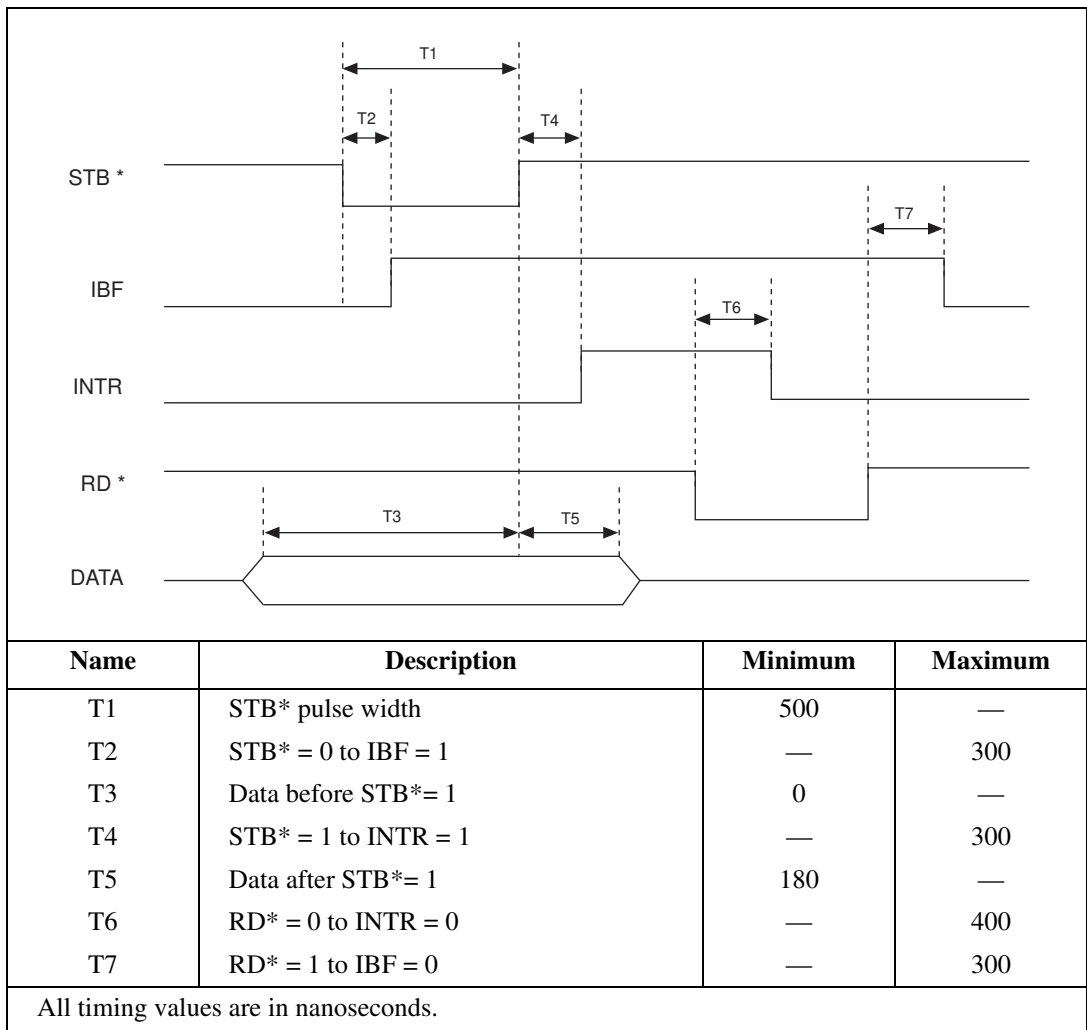 T1
T2
T4
STB *
T7
IBF
T6
INTR
RD *
T3
T5
DATA
Name Description Minimum Maximum
T1 STB* pulse width 500 —
T2 STB* = 0 to IBF = 1 — 300
T3 Data before STB*= 1 0 —
T4 STB* = 1 to INTR = 1 — 300
T5 Data after STB*= 1 180 —
T6 RD* = 0 to INTR = 0 — 400
T7 RD* = 1 to IBF = 0 — 300
All timing values are in nanoseconds.